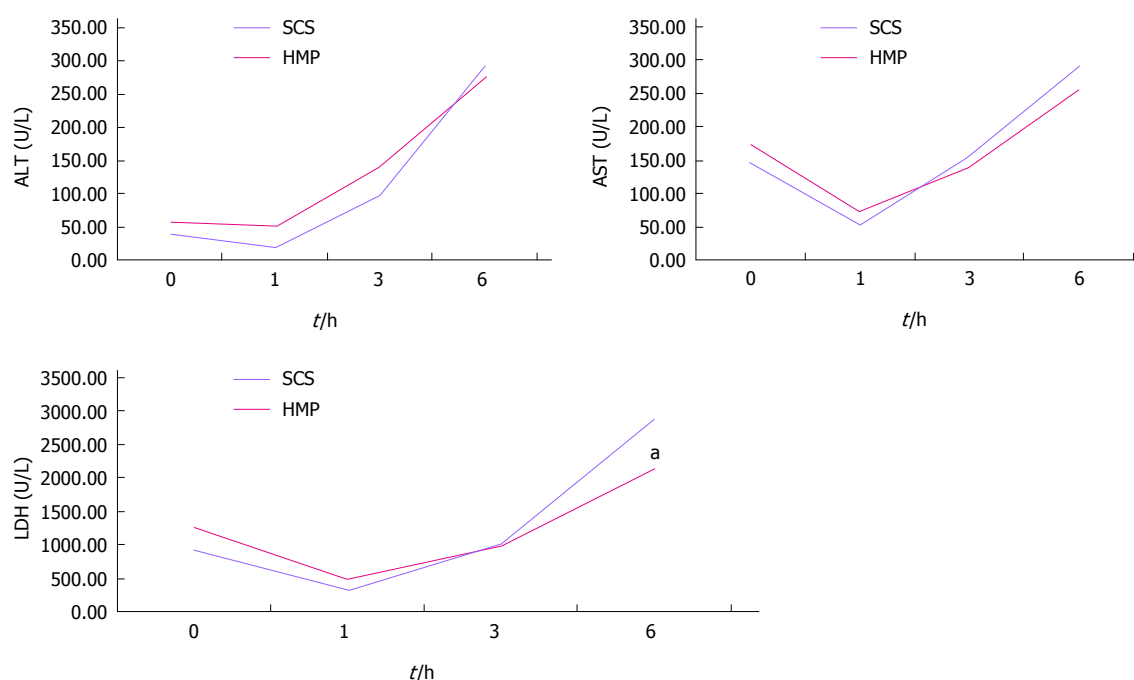 350.00
300.00
250.00
200.00
150.00
100.00
50.00
0.00
ALT (U/L)
SCS
HMP
0 1 3 6
t/h
350.00
300.00
250.00
200.00
150.00
100.00
50.00
0.00
AST (U/L)
SCS
HMP
0 1 3 6
t/h
3500.00
3000.00
2500.00
2000.00
1500.00
1000.00
500.00
0.00
LDH (U/L)
SCS
HMP
a
0 1 3 6
t/h